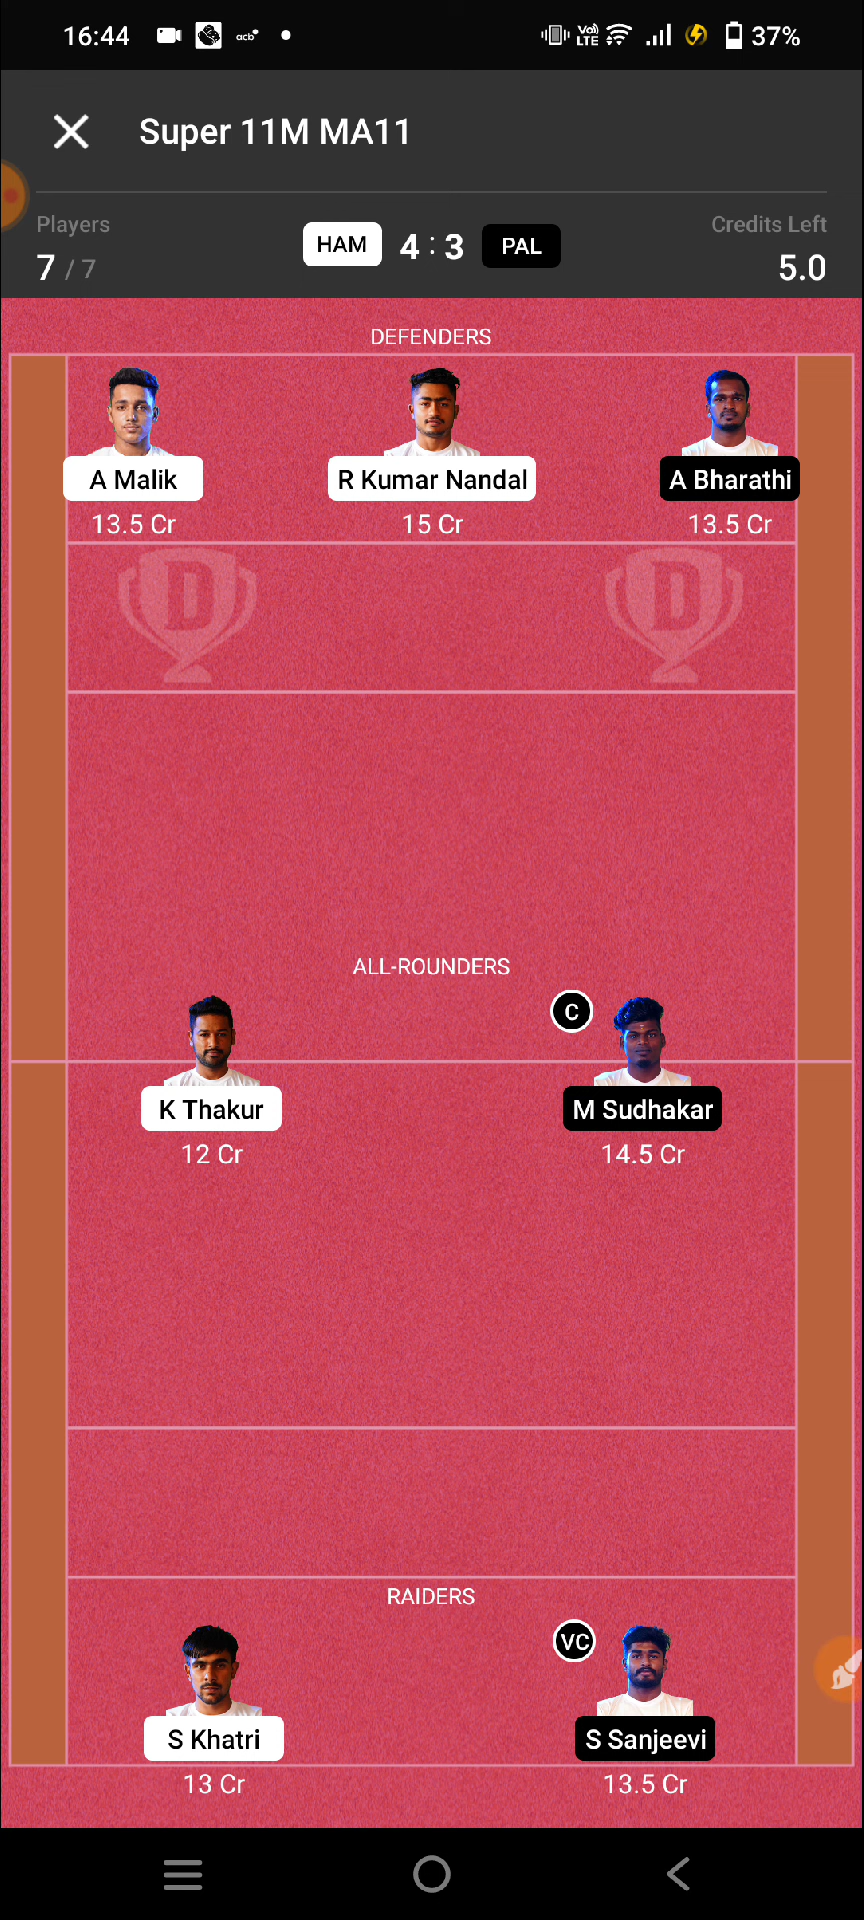 16:44 acb VoLTE 37%
Super 11M MA11
Players
Credits Left
7 / 7
HAM 4 : 3 PAL
5.0
DEFENDERS
A Malik R Kumar Nandal A Bharathi
13.5 Cr 15 Cr 13.5 Cr
D D
ALL-ROUNDERS
C
K Thakur M Sudhakar
12 Cr 14.5 Cr
RAIDERS
VC
S Khatri S Sanjeevi
13 Cr 13.5 Cr